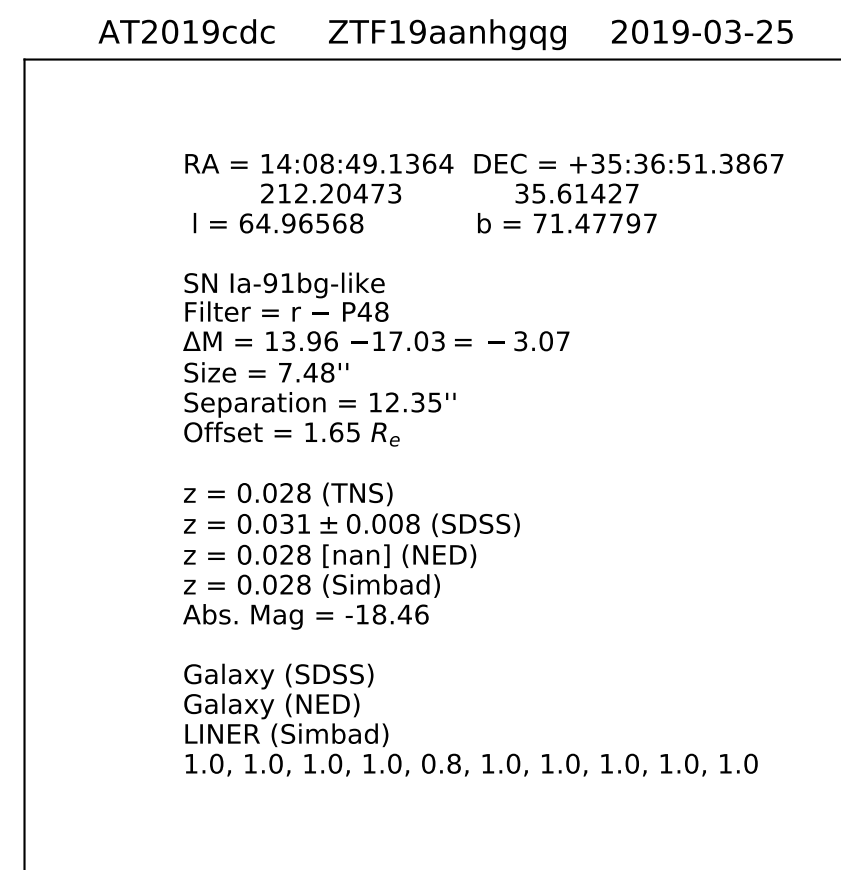 AT2019cdc ZTF19aanhgqg 2019-03-25
RA = 14:08:49.1364 DEC = +35:36:51.3867
212.20473 35.61427
l = 64.96568 b = 71.47797
SN Ia-91bg-like
Filter = r − P48
ΔM = 13.96 −17.03 = − 3.07
Size = 7.48''
Separation = 12.35''
Offset = 1.65 Re
z = 0.028 (TNS)
z = 0.031 ± 0.008 (SDSS)
z = 0.028 [nan] (NED)
z = 0.028 (Simbad)
Abs. Mag = -18.46
Galaxy (SDSS)
Galaxy (NED)
LINER (Simbad)
1.0, 1.0, 1.0, 1.0, 0.8, 1.0, 1.0, 1.0, 1.0, 1.0